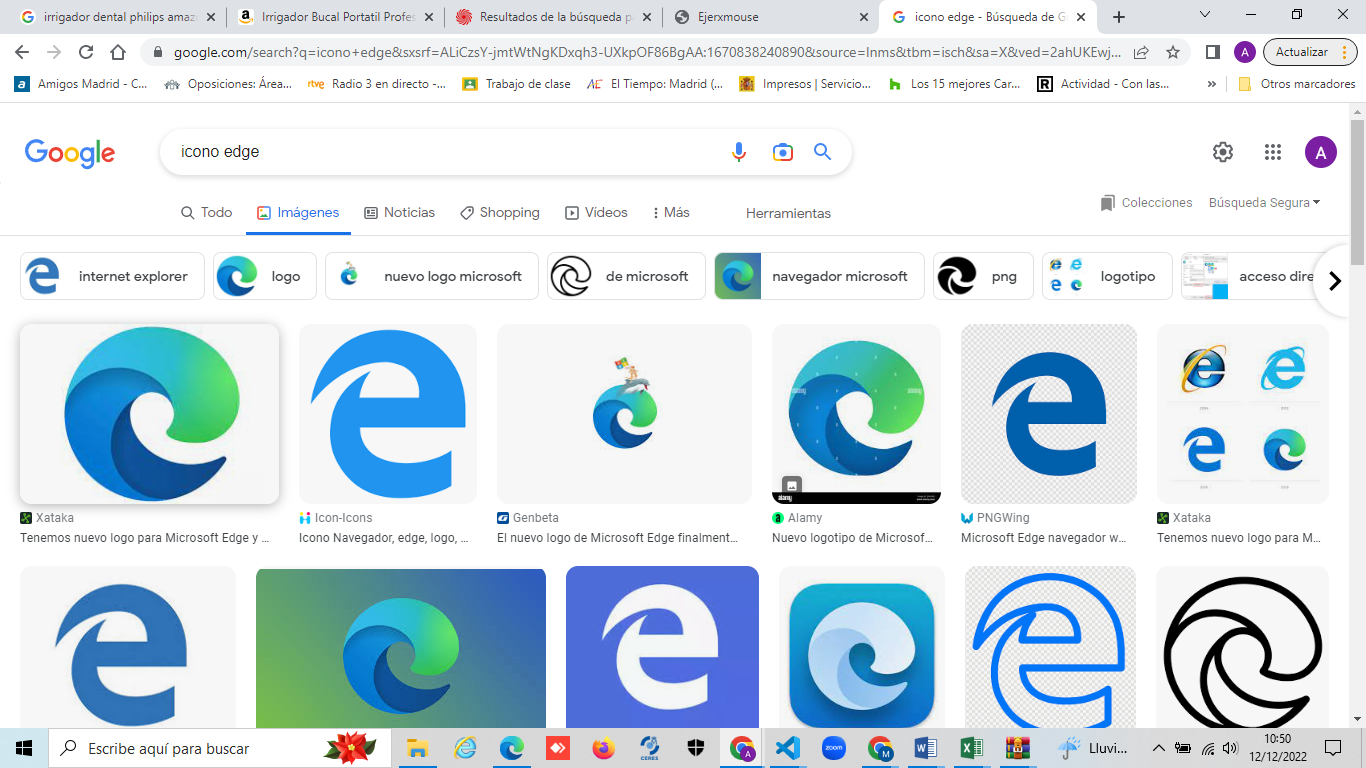 irrigador dental philips amaz
Irrigador Bucal Portatil Profes
Resultados de la búsqueda p
Ejerxmouse
icono edge - Búsqueda de G
google.com/search?q=icono+edge&sxsrf=ALiCzsY-jmtWtNgKDxqh3-UXkpOF86BgAA:1670838240890&source=lnms&tbm=isch&sa=X&ved=2ahUKEwj...
A
Actualizar
Amigos Madrid - C...
Oposiciones: Área...
Radio 3 en directo -...
Trabajo de clase
El Tiempo: Madrid (...
Impresos | Servicio...
Los 15 mejores Car...
Actividad - Con las...
»
Otros marcadores
Google
icono edge
A
Todo
Imágenes
Noticias
Shopping
Vídeos
Más
Herramientas
Colecciones
Búsqueda Segura
internet explorer
logo
nuevo logo microsoft
de microsoft
navegador microsoft
png
logotipo
acceso dire
Xataka
Tenemos nuevo logo para Microsoft Edge y ...
Icon-Icons
Icono Navegador, edge, logo, ...
Genbeta
El nuevo logo de Microsoft Edge finalment...
alamy
Alamy
Nuevo logotipo de Microsof...
PNGWing
Microsoft Edge navegador w...
Xataka
Tenemos nuevo logo para M...
Escribe aquí para buscar
CERES
zoom
Lluvi...
10:50
12/12/2022